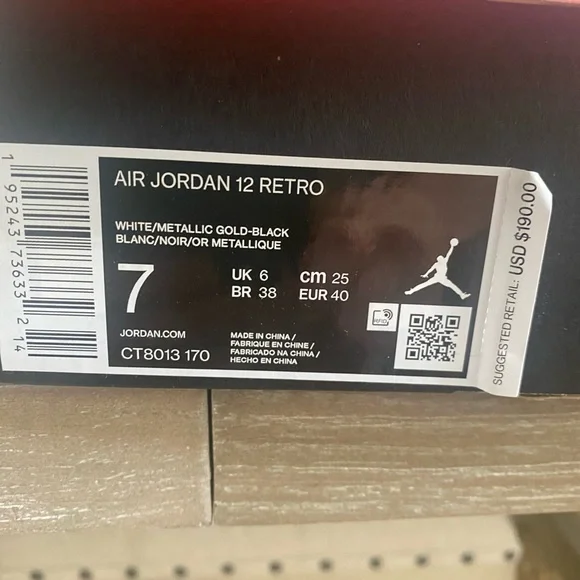 AIR JORDAN 12 RETRO
WHITE/METALLIC GOLD-BLACK
BLANC/NOIR/OR METALLIQUE
7
UK 6
cm 25
BR 38
EUR 40
JORDAN.COM
CT8013 170
MADE IN CHINA /
FABRIQUE EN CHINE /
FABRICADO NA CHINA /
HECHO EN CHINA
RFID
1 95243 73633 2 14
SUGGESTED RETAIL: USD $190.00